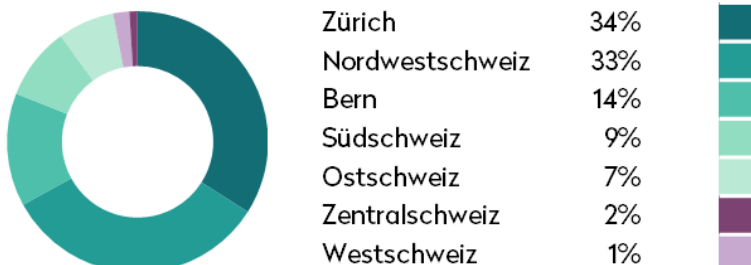 Zürich 34%
Nordwestschweiz 33%
Bern 14%
Südschweiz 9%
Ostschweiz 7%
Zentralschweiz 2%
Westschweiz 1%